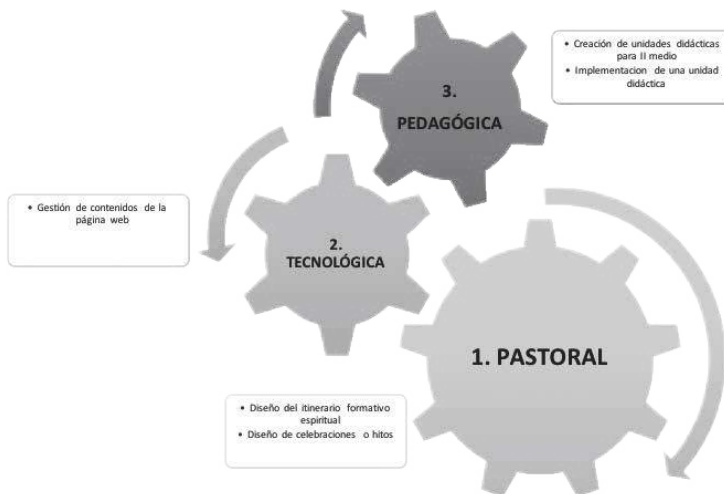 • Creación de unidades didácticas
para II medio
• Implementacion de una unidad
didáctica
3.
PEDAGÓGICA
• Gestión de contenidos de la
página web
2.
TECNOLÓGICA
1. PASTORAL
• Diseño del itinerario formativo
espiritual
• Diseño de celebraciones o hitos